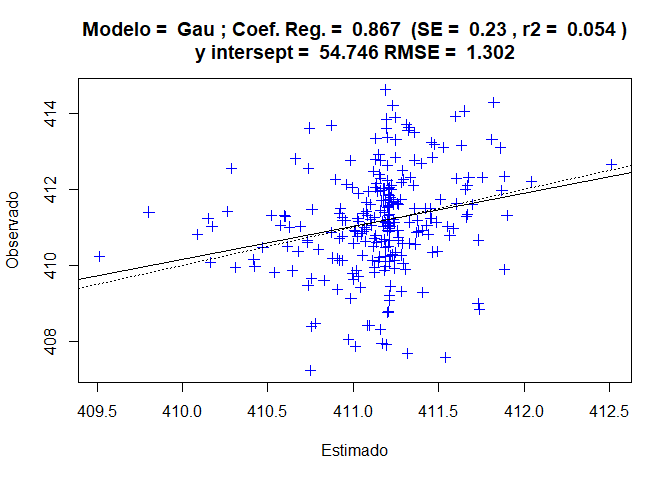 Modelo = Gau ; Coef. Reg. = 0.867 (SE = 0.23 , r2 = 0.054 )
y intersept = 54.746 RMSE = 1.302
414
412
410
408
Observado
409.5 410.0 410.5 411.0 411.5 412.0 412.5
Estimado